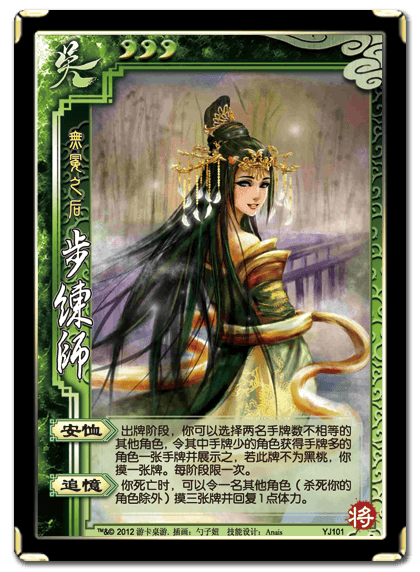 吴
無冕之后
步練師
安恤
出牌阶段，你可以选择两名手牌数不相等的
其他角色，令其中手牌少的角色获得手牌多的
角色一张手牌并展示之，若此牌不为黑桃，你
摸一张牌。每阶段限一次。
追憶
你死亡时，可以令一名其他角色（杀死你的
角色除外）摸三张牌并回复1点体力。
™&© 2012 游卡桌游. 插画：勺子妞 技能设计：Anais YJ101
将